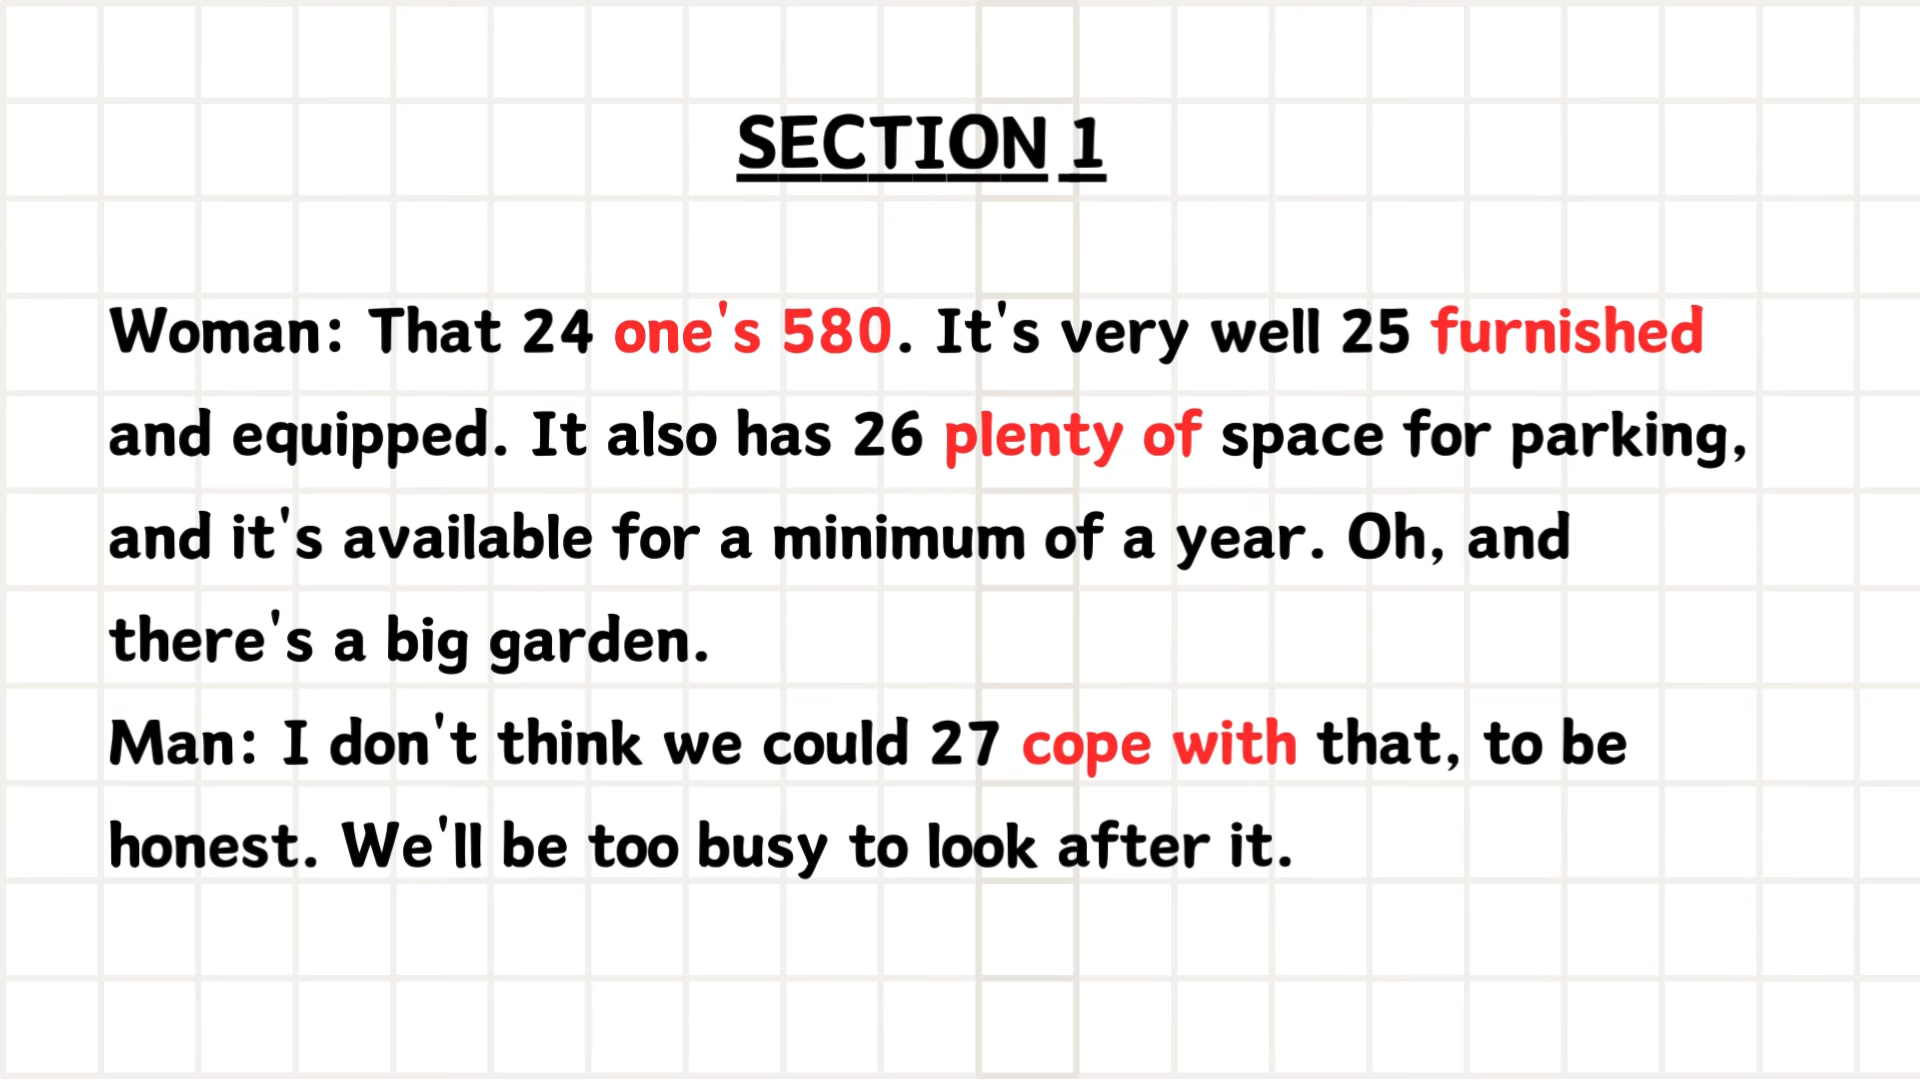 SECTION 1
Woman: That 24 one's 580. It's very well 25 furnished
and equipped. It also has 26 plenty of space for parking,
and it's available for a minimum of a year. Oh, and
there's a big garden.
Man: I don't think we could 27 cope with that, to be
honest. We'll be too busy to look after it.